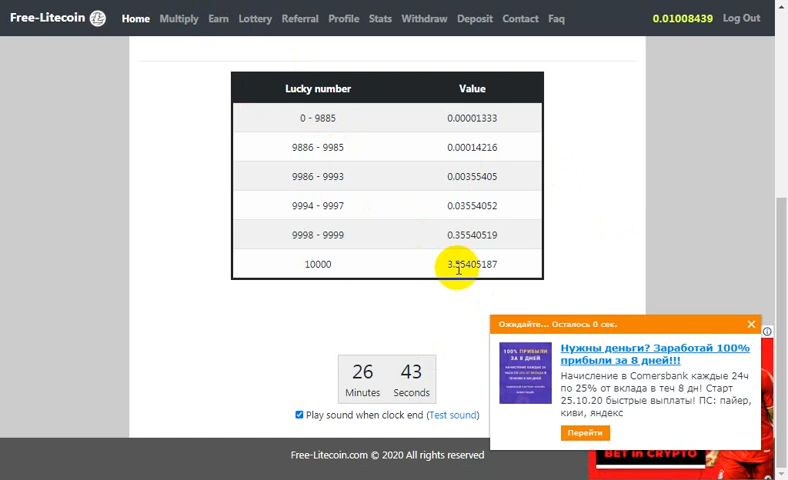 Free-Litecoin Home Multiply Earn Lottery Referral Profile Stats Withdraw Deposit Contact Faq 0.01008439 Log Out
Lucky number Value
0 - 9885 0.00001333
9886 - 9985 0.00014216
9986 - 9993 0.00355405
9994 - 9997 0.03554052
9998 - 9999 0.35540519
10000 3.55405187
26 43
Minutes Seconds
Play sound when clock end (Test sound)
Ожидайте... Осталось 0 сек.
100% ПРИБЫЛИ
ЗА 8 ДНЕЙ
Нужны деньги? Заработай 100%
прибыли за 8 дней!!!
Начисление в Comersbank каждые 24ч
по 25% от вклада в теч 8 дн! Старт
25.10.20 быстрые выплаты! ПС: пайер,
киви, яндекс
Перейти
BET in CRYPTO
Free-Litecoin.com © 2020 All rights reserved